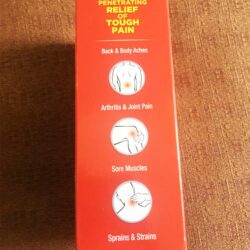 PENETRATING
RELIEF
OF
TOUGH
PAIN
Back & Body Aches
Arthritis & Joint Pain
Sore Muscles
Sprains & Strains